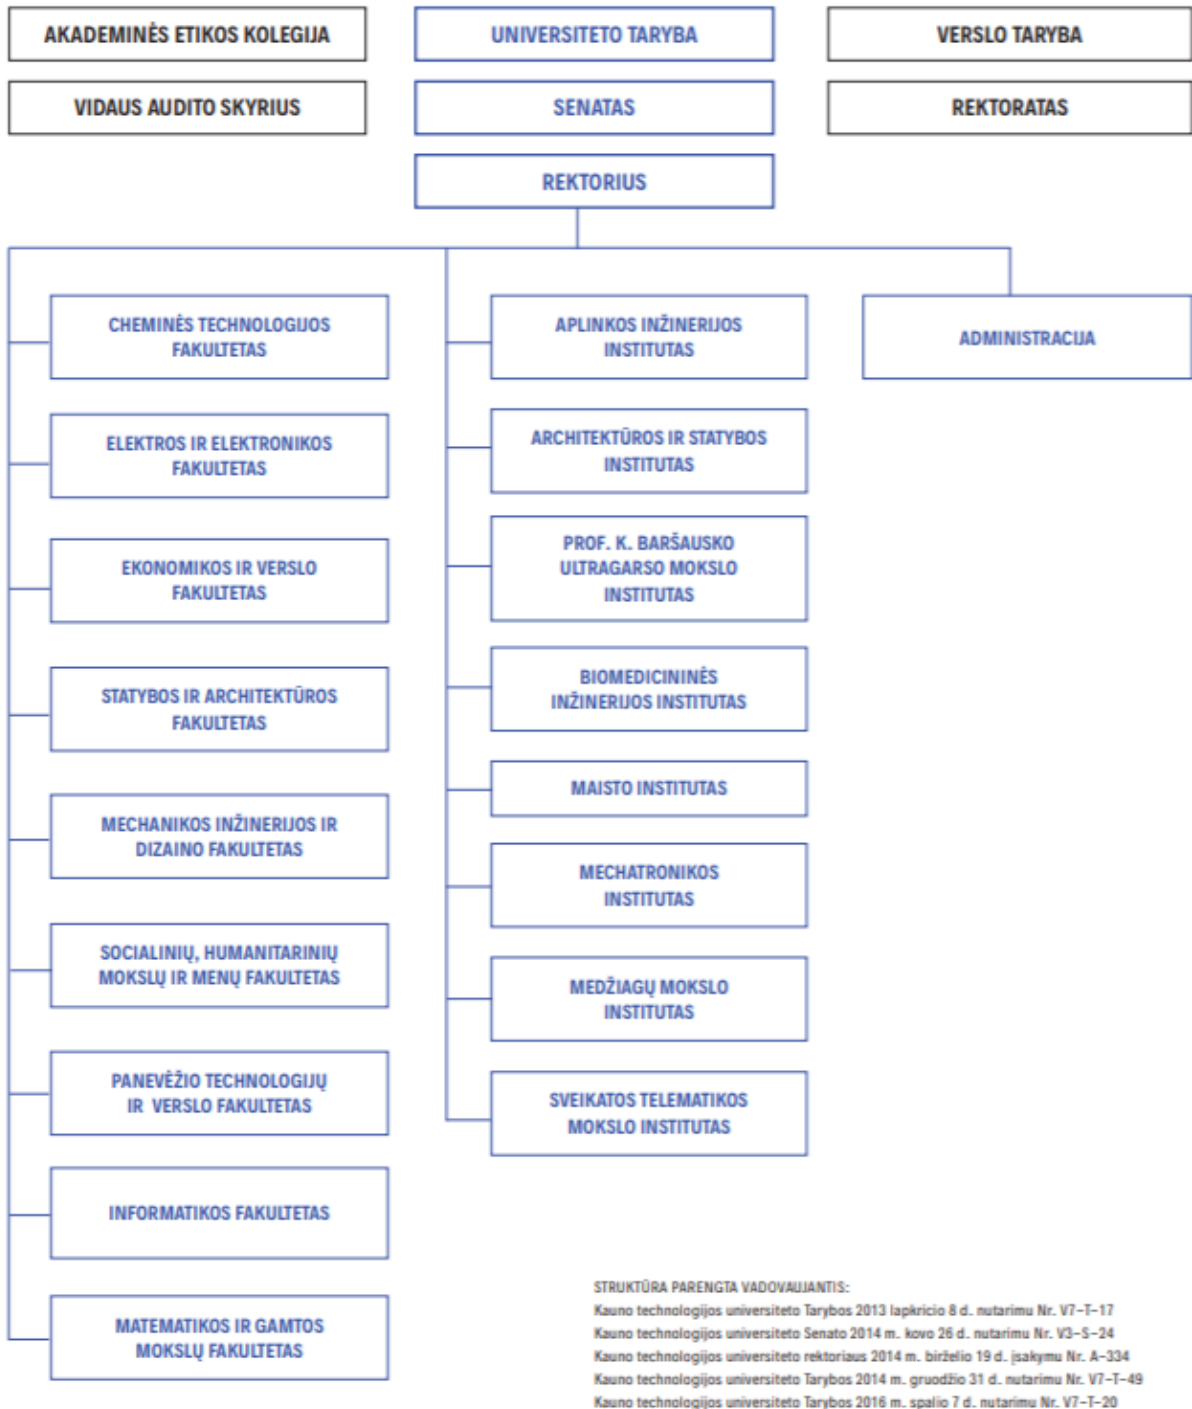 AKADEMINĖS ETIKOS KOLEGIJA
UNIVERSITETO TARYBA
VERSLO TARYBA
VIDAUS AUDITO SKYRIUS
SENATAS
REKTORATAS
REKTORIUS
CHEMINĖS TECHNOLOGIJOS
FAKULTETAS
ELEKTROS IR ELEKTRONIKOS
FAKULTETAS
EKONOMIKOS IR VERSLO
FAKULTETAS
STATYBOS IR ARCHITEKTŪROS
FAKULTETAS
MECHANIKOS INŽINERIJOS IR
DIZAINO FAKULTETAS
SOCIALINIŲ, HUMANITARINIŲ
MOKSLŲ IR MENŲ FAKULTETAS
PANEVĖŽIO TECHNOLOGIJŲ
IR VERSLO FAKULTETAS
INFORMATIKOS FAKULTETAS
MATEMATIKOS IR GAMTOS
MOKSLŲ FAKULTETAS
APLINKOS INŽINERIJOS
INSTITUTAS
ARCHITEKTŪROS IR STATYBOS
INSTITUTAS
PROF. K. BARŠAUSKO
ULTRAGARSO MOKSLO
INSTITUTAS
BIOMEDICININĖS
INŽINERIJOS INSTITUTAS
MAISTO INSTITUTAS
MECHATRONIKOS
INSTITUTAS
MEDŽIAGŲ MOKSLO
INSTITUTAS
SVEIKATOS TELEMATIKOS
MOKSLO INSTITUTAS
ADMINISTRACIJA
STRUKTŪRA PARENGTA VADOVAUJANTIS:
Kauno technologijos universiteto Tarybos 2013 lapkricio 8 d. nutarimu Nr. V7-T-17
Kauno technologijos universiteto Senato 2014 m. kovo 26 d. nutarimu Nr. V3-S-24
Kauno technologijos universiteto rektoriaus 2014 m. birželio 19 d. įsakymu Nr. A-334
Kauno technologijos universiteto Tarybos 2014 m. gruodžio 31 d. nutarimu Nr. V7-T-49
Kauno technologijos universiteto Tarybos 2016 m. spalio 7 d. nutarimu Nr. V7-T-20